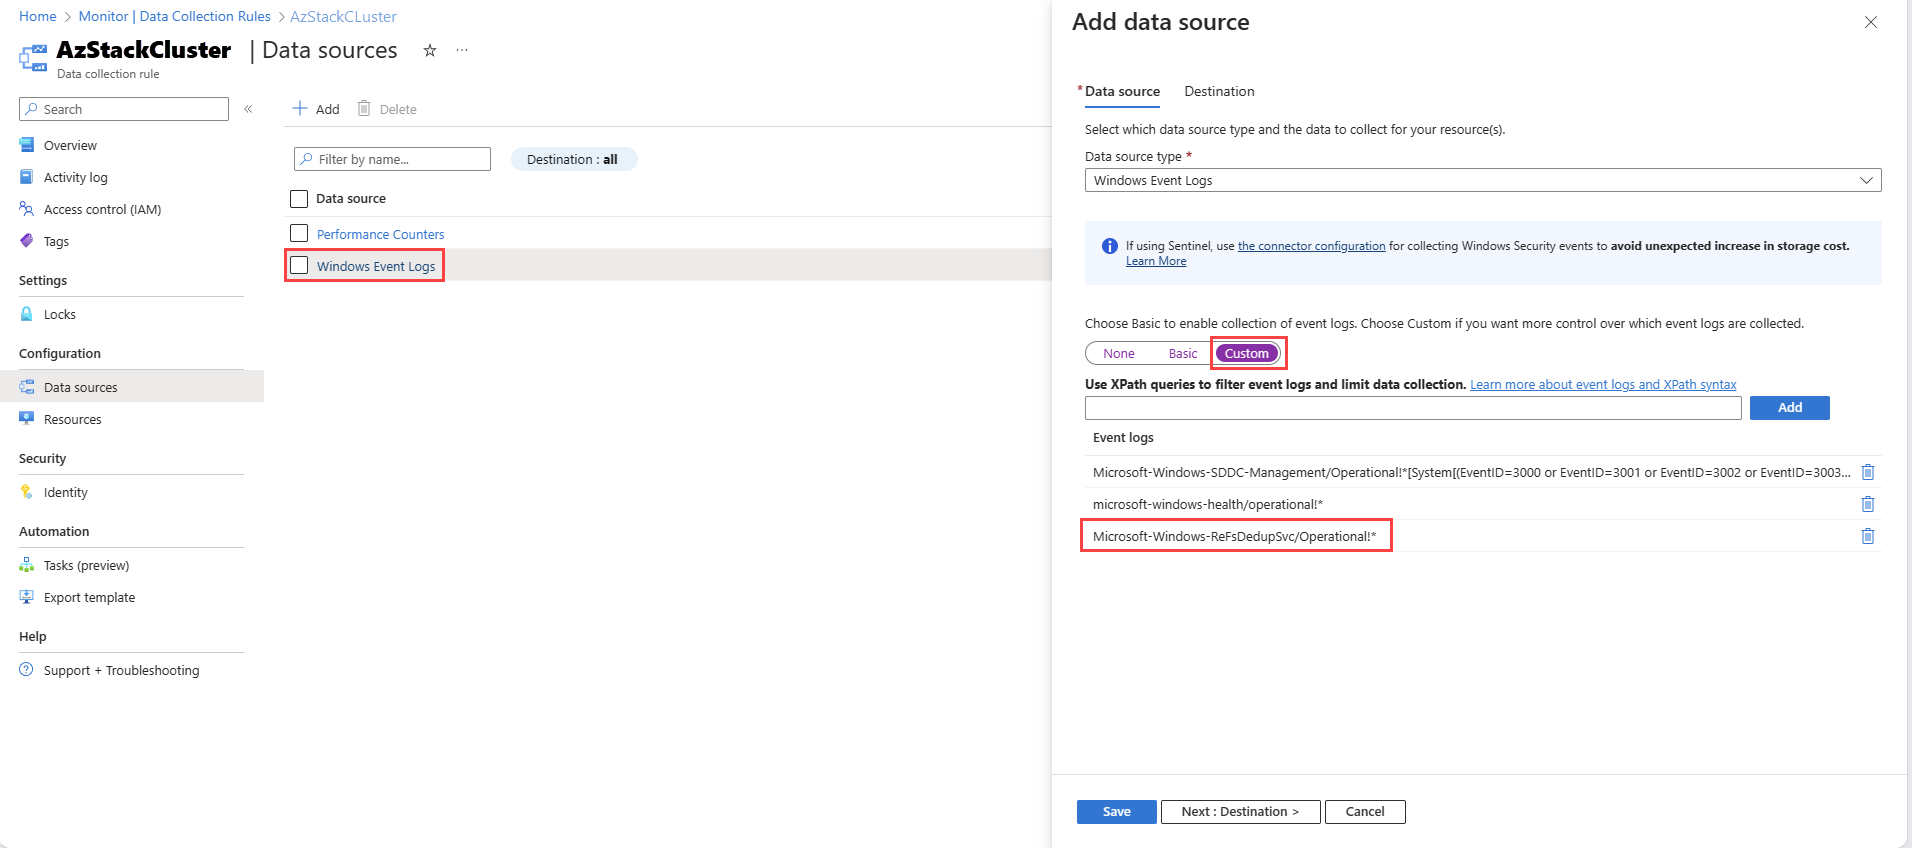 Home > Monitor | Data Collection Rules > AzStackCLuster
AzStackCluster | Data sources ☆ ...
Data collection rule
Search «
Overview
Activity log
Access control (IAM)
Tags
Settings
Locks
Configuration
Data sources
Resources
Security
Identity
Automation
Tasks (preview)
Export template
Help
Support + Troubleshooting
+ Add Delete
Filter by name...
Destination : all
Data source
Performance Counters
Windows Event Logs
Add data source
* Data source Destination
Select which data source type and the data to collect for your resource(s).
Data source type *
Windows Event Logs
If using Sentinel, use the connector configuration for collecting Windows Security events to avoid unexpected increase in storage cost.
Learn More
Choose Basic to enable collection of event logs. Choose Custom if you want more control over which event logs are collected.
None Basic Custom
Use XPath queries to filter event logs and limit data collection. Learn more about event logs and XPath syntax
Add
Event logs
Microsoft-Windows-SDDC-Management/Operational!*[System[(EventID=3000 or EventID=3001 or EventID=3002 or EventID=3003...
microsoft-windows-health/operational!*
Microsoft-Windows-ReFsDedupSvc/Operational!*
Save Next : Destination > Cancel